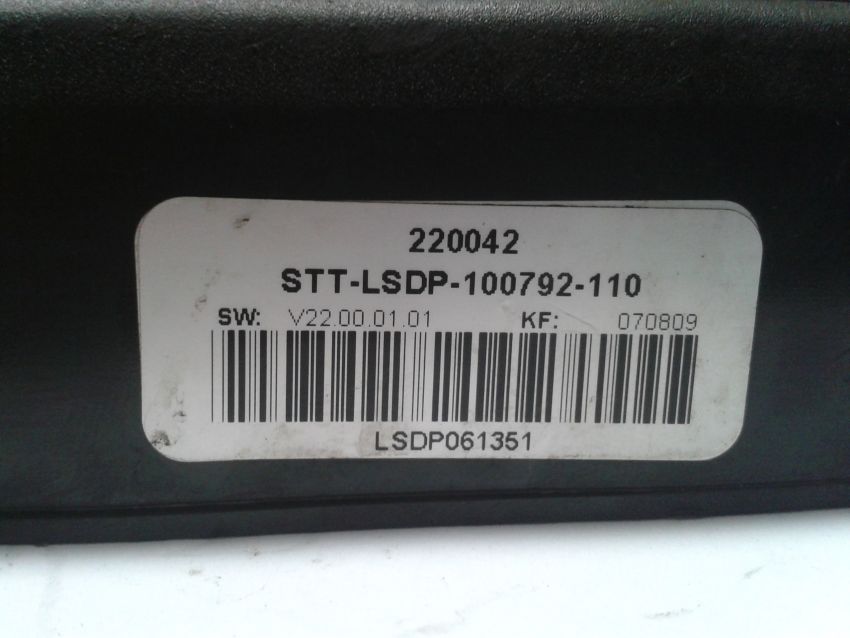 220042
STT-LSDP-100792-110
SW: V22.00.01.01 KF: 070809
LSDP061351